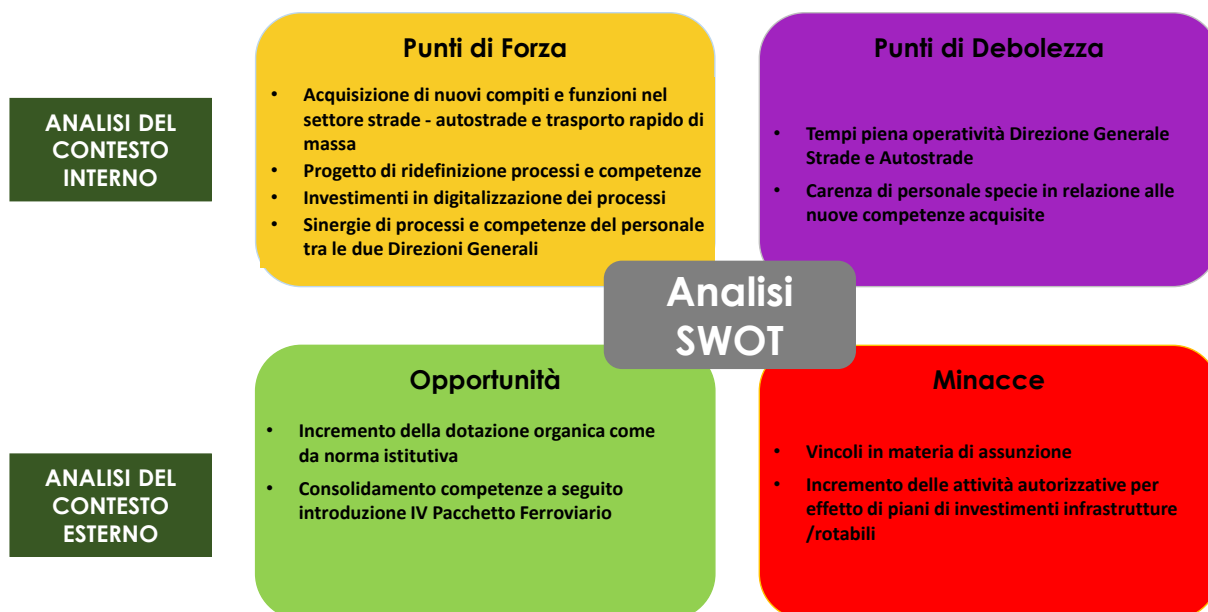 ANALISI DEL
CONTESTO
INTERNO
Punti di Forza
• Acquisizione di nuovi compiti e funzioni nel
settore strade - autostrade e trasporto rapido di
massa
• Progetto di ridefinizione processi e competenze
• Investimenti in digitalizzazione dei processi
• Sinergie di processi e competenze del personale
tra le due Direzioni Generali
Punti di Debolezza
• Tempi piena operatività Direzione Generale
Strade e Autostrade
• Carenza di personale specie in relazione alle
nuove competenze acquisite
Analisi
SWOT
ANALISI DEL
CONTESTO
ESTERNO
Opportunità
• Incremento della dotazione organica come
da norma istitutiva
• Consolidamento competenze a seguito
introduzione IV Pacchetto Ferroviario
Minacce
• Vincoli in materia di assunzione
• Incremento delle attività autorizzative per
effetto di piani di investimenti infrastrutture
/rotabili